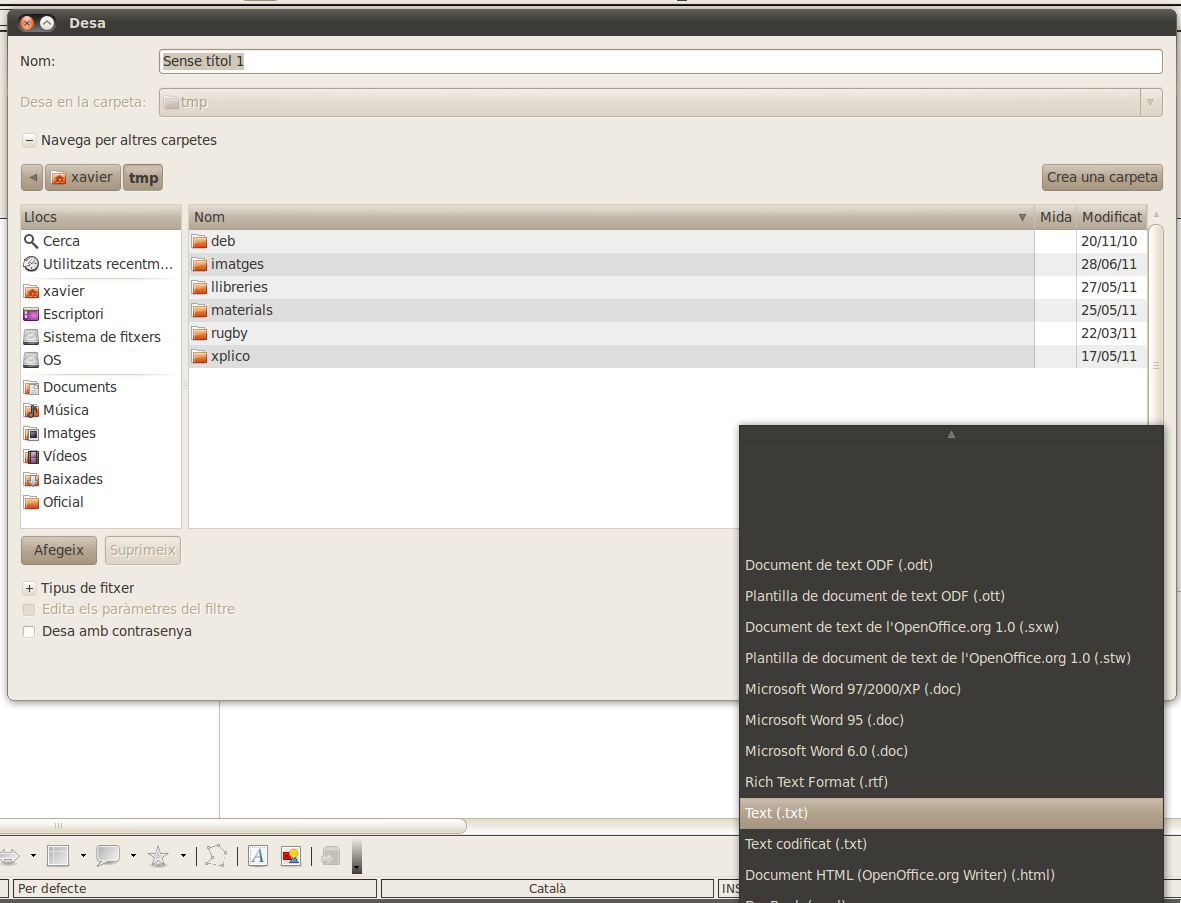 Desa
Nom: Sense títol 1
Desa en la carpeta: tmp
Navega per altres carpetes
xavier tmp Crea una carpeta
Llocs
Cerca
Utilitzats recentm...
xavier
Escriptori
Sistema de fitxers
OS
Documents
Música
Imatges
Vídeos
Baixades
Oficial
Nom Mida Modificat
deb 20/11/10
imatges 28/06/11
llibreries 27/05/11
materials 25/05/11
rugby 22/03/11
xplico 17/05/11
Afegeix Suprimeix
Tipus de fitxer
Edita els paràmetres del filtre
Desa amb contrasenya
Document de text ODF (.odt)
Plantilla de document de text ODF (.ott)
Document de text de l'OpenOffice.org 1.0 (.sxw)
Plantilla de document de text de l'OpenOffice.org 1.0 (.stw)
Microsoft Word 97/2000/XP (.doc)
Microsoft Word 95 (.doc)
Microsoft Word 6.0 (.doc)
Rich Text Format (.rtf)
Text (.txt)
Text codificat (.txt)
Document HTML (OpenOffice.org Writer) (.html)
Per defecte Català INS